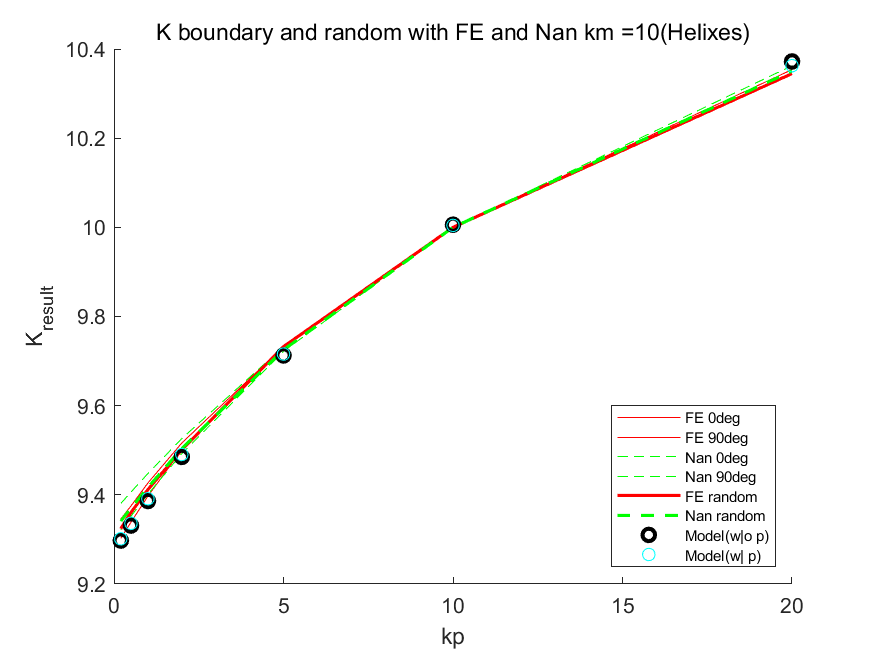 K boundary and random with FE and Nan km =10(Helixes)
10.4
10.2
10
9.8
9.6
9.4
9.2
K_result
0
5
10
15
20
kp
FE 0deg
FE 90deg
Nan 0deg
Nan 90deg
FE random
Nan random
Model(w|o p)
Model(w| p)